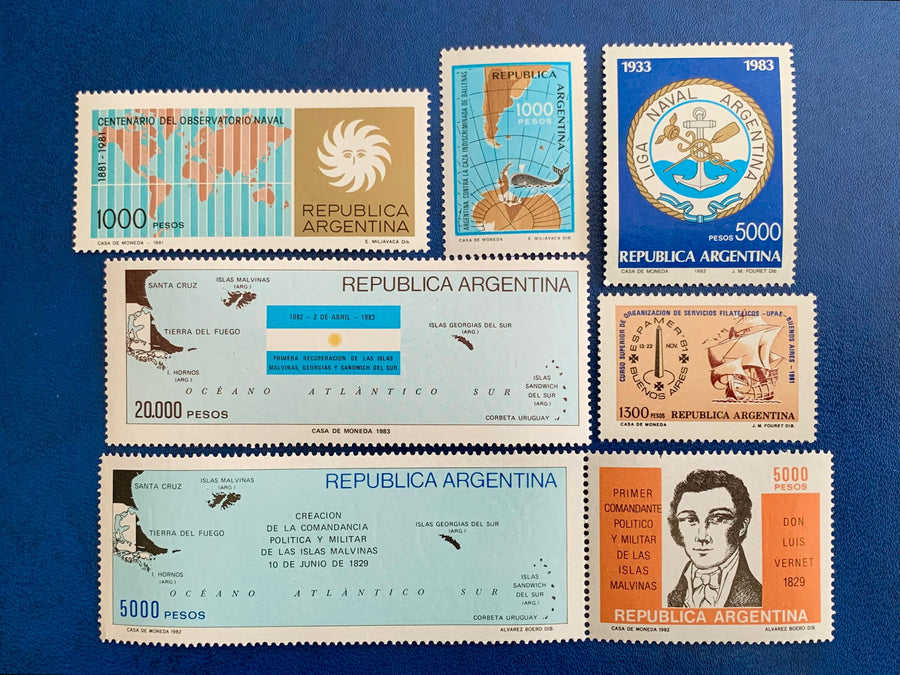 CENTENARIO DEL OBSERVATORIO NAVAL
1881-1981
1000 PESOS
REPUBLICA
ARGENTINA
CASA DE MONEDA - 1981
E. MILIAVACA Dib.
REPUBLICA
ARGENTINA
1000
PESOS
ARGENTINA CONTRA LA CAZA INDISCRIMINADA DE BALLENAS
CASA DE MONEDA
E. MILIAVACA DIB.
1933 1983
LIGA NAVAL ARGENTINA
PESOS 5000
REPUBLICA ARGENTINA
CASA DE MONEDA 1983 J. M. FOURET Dib.
REPUBLICA ARGENTINA
SANTA CRUZ
ISLAS MALVINAS
(ARG.)
TIERRA DEL FUEGO
1982 - 2 DE ABRIL - 1983
PRIMERA RECUPERACION DE LAS ISLAS
MALVINAS, GEORGIAS Y SANDWICH DEL SUR
ISLAS GEORGIAS DEL SUR
(ARG.)
I. HORNOS
(ARG.)
ISLAS
SANDWICH
DEL SUR
(ARG.)
OCÉANO ATLÁNTICO SUR
20.000 PESOS
CORBETA URUGUAY
CASA DE MONEDA 1983
CURSO SUPERIOR DE ORGANIZACION DE SERVICIOS FILATELICOS -UPAE- BUENOS AIRES - 1981
ESPAMER '81
13-22 NOV.
BUENOS AIRES
1300 PESOS REPUBLICA ARGENTINA
CASA DE MONEDA J. M. FOURET DIB.
REPUBLICA ARGENTINA
SANTA CRUZ
ISLAS MALVINAS
(ARG.)
TIERRA DEL FUEGO
CREACION
DE LA COMANDANCIA
POLITICA Y MILITAR
DE LAS ISLAS MALVINAS
10 DE JUNIO DE 1829
ISLAS GEORGIAS DEL SUR
(ARG.)
I. HORNOS
(ARG.)
ISLAS
SANDWICH
DEL SUR
(ARG.)
OCÉANO ATLÁNTICO SUR
5000 PESOS
CORBETA URUGUAY
CASA DE MONEDA 1982 ALVAREZ BOERO DIB.
5000
PESOS
PRIMER
COMANDANTE
POLITICO
Y MILITAR
DE LAS
ISLAS
MALVINAS
DON
LUIS
VERNET
1829
REPUBLICA ARGENTINA
CASA DE MONEDA 1982 ALVAREZ BOERO DIB.